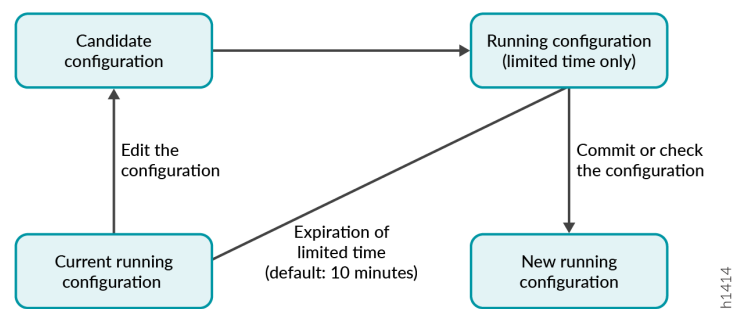 Candidate
configuration
Running configuration
(limited time only)
Edit the
configuration
Commit or check
the configuration
Expiration of
limited time
(default: 10 minutes)
Current running
configuration
New running
configuration
h1414